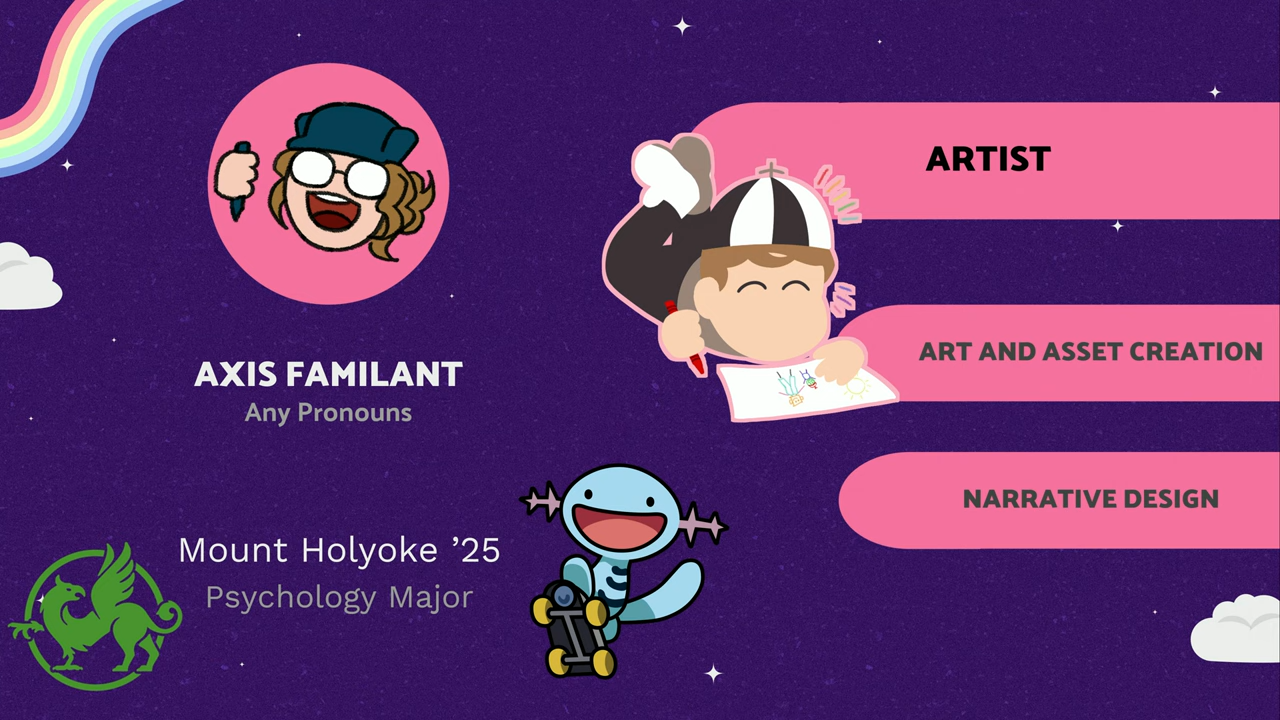 ARTIST
AXIS FAMILANT
Any Pronouns
ART AND ASSET CREATION
NARRATIVE DESIGN
Mount Holyoke ’25
Psychology Major